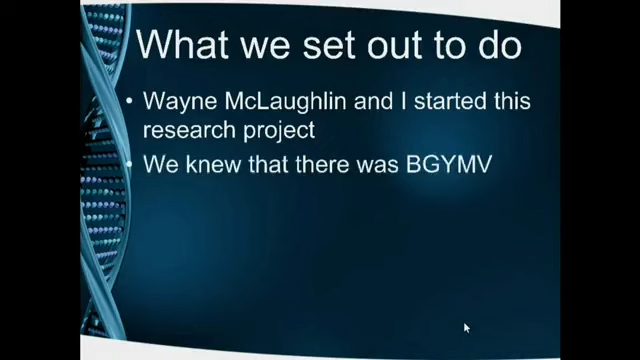 What we set out to do
• Wayne McLaughlin and I started this
research project
• We knew that there was BGYMV